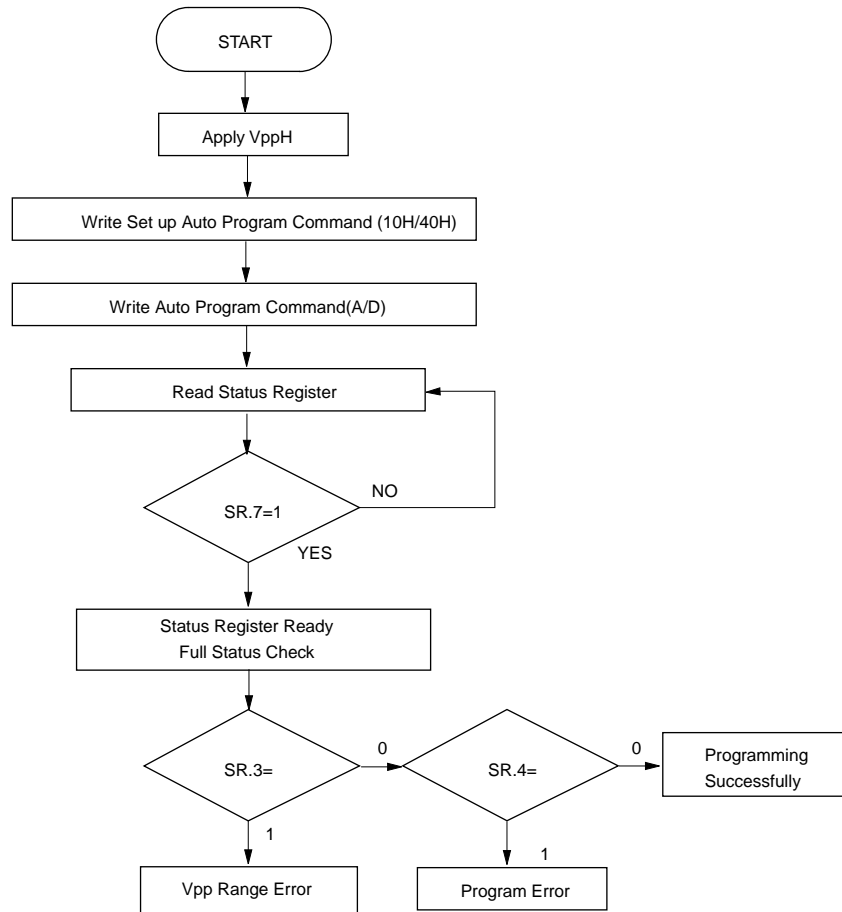 START
Apply VppH
Write Set up Auto Program Command (10H/40H)
Write Auto Program Command(A/D)
Read Status Register
NO
SR.7=1
YES
Status Register Ready
Full Status Check
0
0
SR.3=
SR.4=
Programming
Successfully
1
1
Vpp Range Error
Program Error